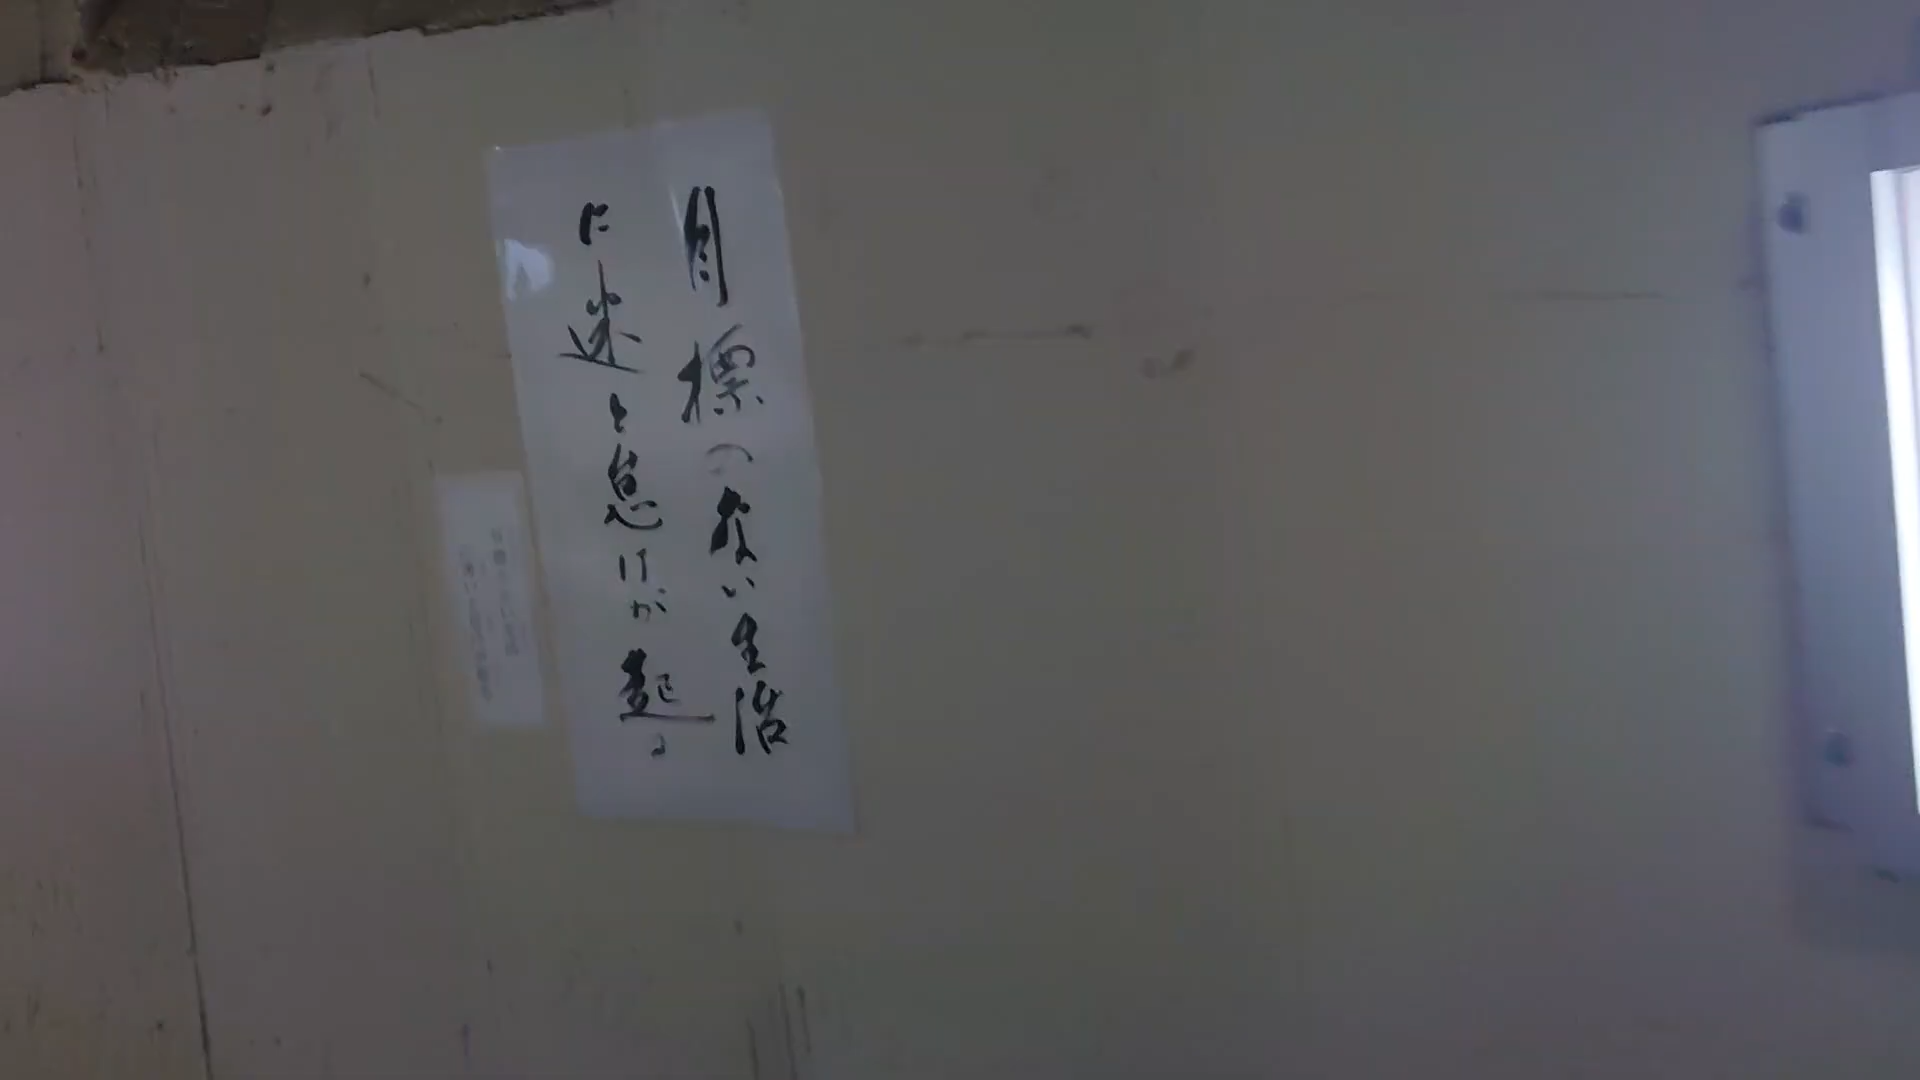 目標のない生活
に迷と怠けが起る